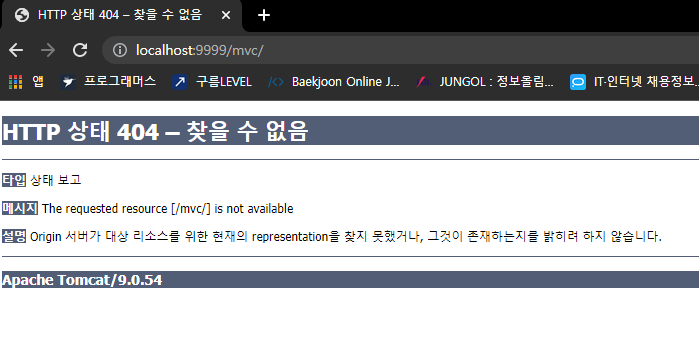 HTTP 상태 404 – 찾을 수 없음
localhost:9999/mvc/
앱 프로그래머스 구름LEVEL Baekjoon Online J... JUNGOL : 정보올림... IT·인터넷 채용정보...
HTTP 상태 404 – 찾을 수 없음
타입 상태 보고
메시지 The requested resource [/mvc/] is not available
설명 Origin 서버가 대상 리소스를 위한 현재의 representation을 찾지 못했거나, 그것이 존재하는지를 밝히려 하지 않습니다.
Apache Tomcat/9.0.54